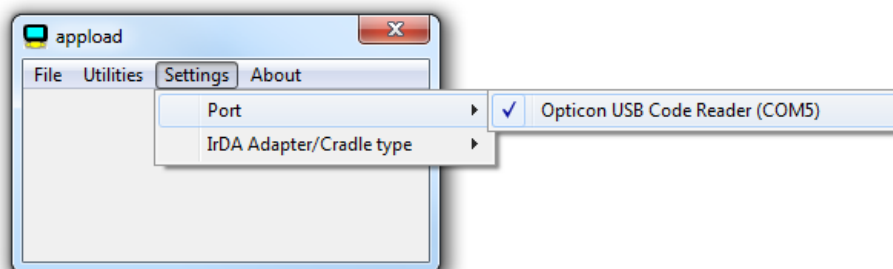 appload
File Utilities Settings About
Port
Opticon USB Code Reader (COM5)
IrDA Adapter/Cradle type